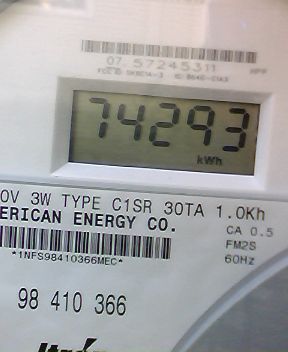 07. 57245311
74293
kWh
0V 3W TYPE C1SR 30TA 1.0Kh
ERICAN ENERGY CO.
CA 0.5
FM2S
60Hz
*1NFS98410366MEC*
98 410 366
Itron